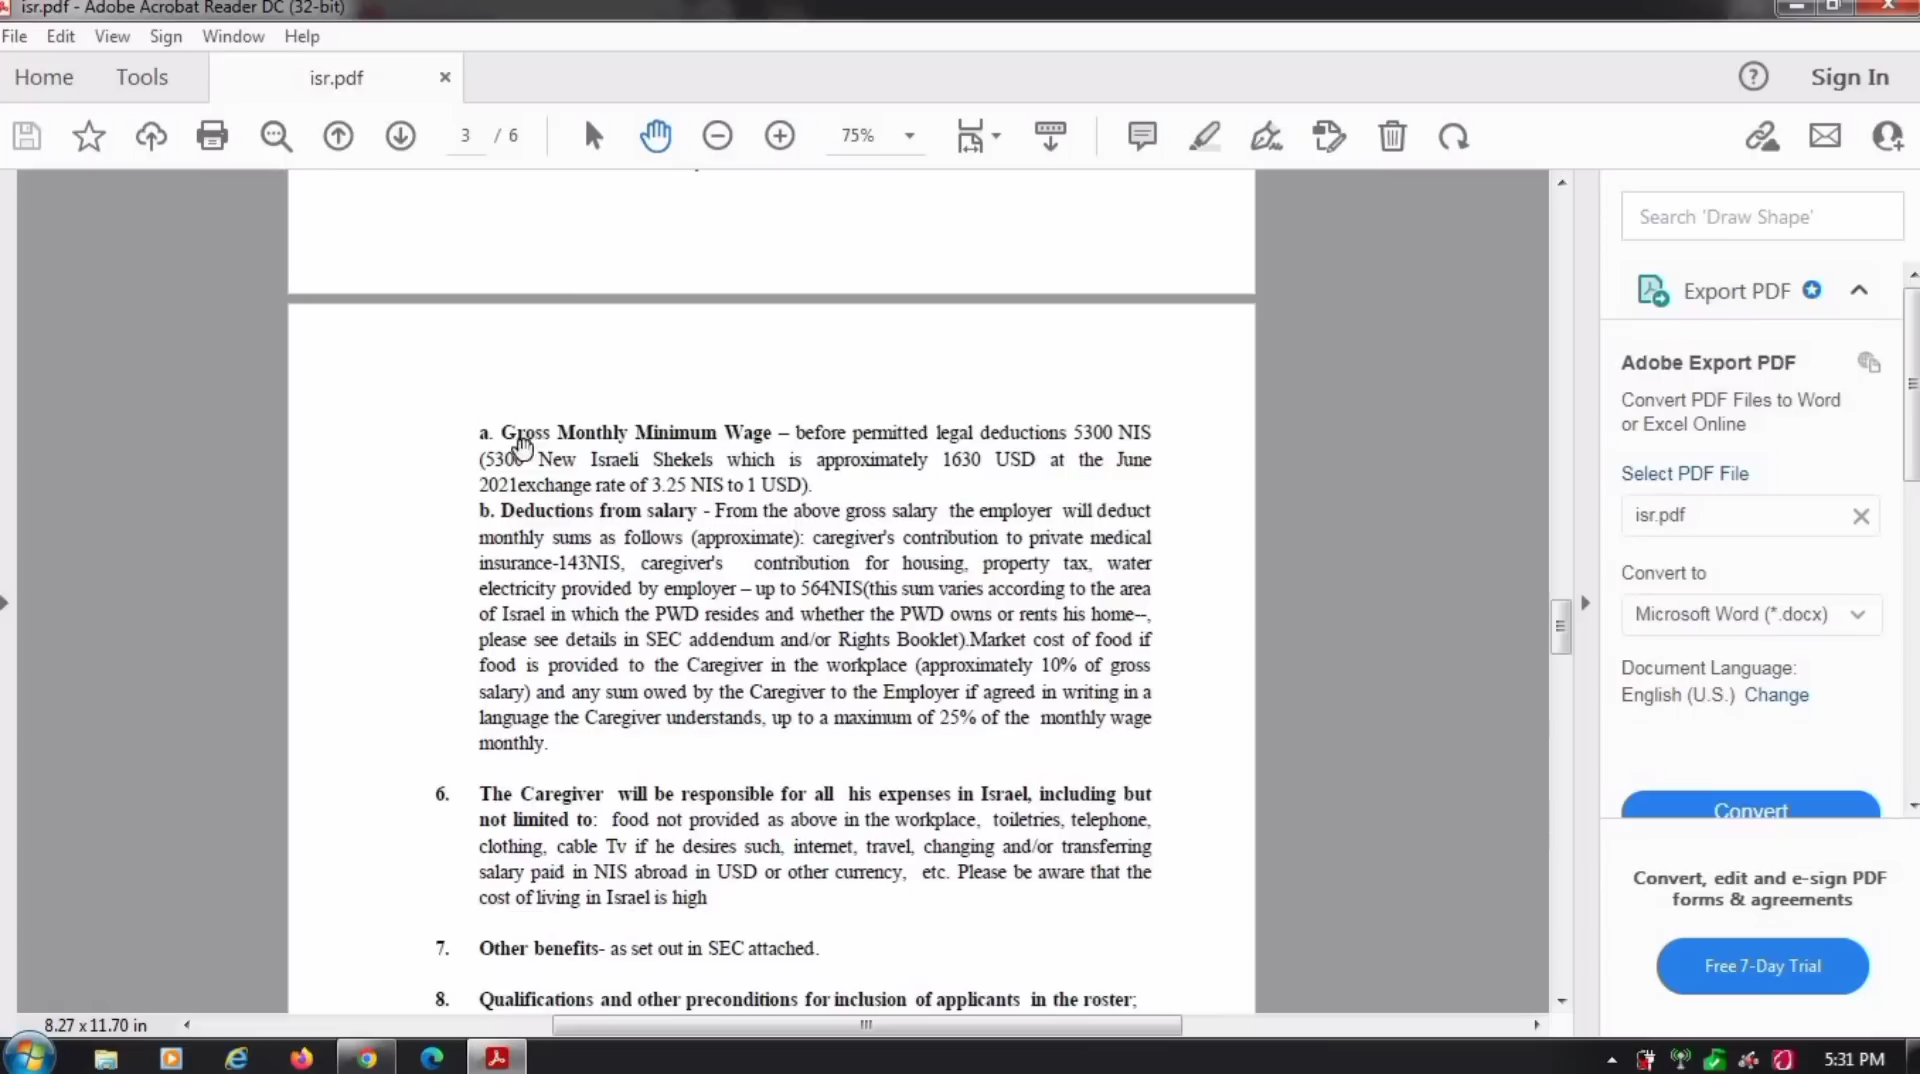 isr.pdf - Adobe Acrobat Reader DC (32-bit)
File Edit View Sign Window Help
Home Tools isr.pdf × Sign In
3 / 6 75%
a. Gross Monthly Minimum Wage – before permitted legal deductions 5300 NIS
(5300 New Israeli Shekels which is approximately 1630 USD at the June
2021exchange rate of 3.25 NIS to 1 USD).
b. Deductions from salary - From the above gross salary the employer will deduct
monthly sums as follows (approximate): caregiver's contribution to private medical
insurance-143NIS, caregiver's contribution for housing, property tax, water
electricity provided by employer – up to 564NIS(this sum varies according to the area
of Israel in which the PWD resides and whether the PWD owns or rents his home--,
please see details in SEC addendum and/or Rights Booklet).Market cost of food if
food is provided to the Caregiver in the workplace (approximately 10% of gross
salary) and any sum owed by the Caregiver to the Employer if agreed in writing in a
language the Caregiver understands, up to a maximum of 25% of the monthly wage
monthly.
6. The Caregiver will be responsible for all his expenses in Israel, including but
not limited to: food not provided as above in the workplace, toiletries, telephone,
clothing, cable Tv if he desires such, internet, travel, changing and/or transferring
salary paid in NIS abroad in USD or other currency, etc. Please be aware that the
cost of living in Israel is high
7. Other benefits- as set out in SEC attached.
8. Qualifications and other preconditions for inclusion of applicants in the roster;
8.27 x 11.70 in
Search 'Draw Shape'
Export PDF
Adobe Export PDF
Convert PDF Files to Word
or Excel Online
Select PDF File
isr.pdf
Convert to
Microsoft Word (*.docx)
Document Language:
English (U.S.) Change
Convert
Convert, edit and e-sign PDF
forms & agreements
Free 7-Day Trial
5:31 PM